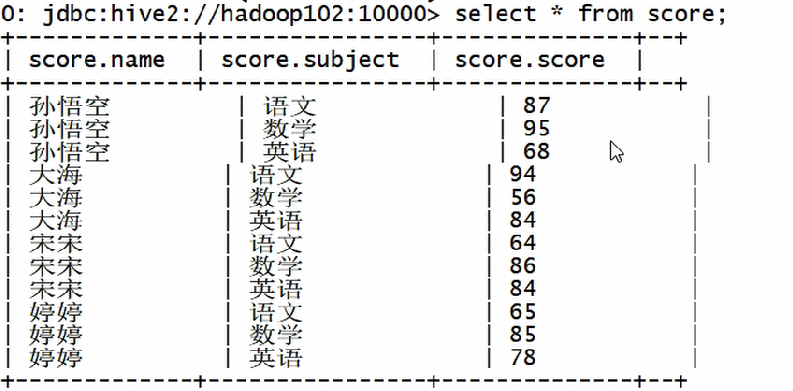 0: jdbc:hive2://hadoop102:10000> select * from score;
+-------------+----------------+--------------+--+
| score.name | score.subject | score.score |
+-------------+----------------+--------------+--+
| 孙悟空 | 语文 | 87 |
| 孙悟空 | 数学 | 95 |
| 孙悟空 | 英语 | 68 |
| 大海 | 语文 | 94 |
| 大海 | 数学 | 56 |
| 大海 | 英语 | 84 |
| 宋宋 | 语文 | 64 |
| 宋宋 | 数学 | 86 |
| 宋宋 | 英语 | 84 |
| 婷婷 | 语文 | 65 |
| 婷婷 | 数学 | 85 |
| 婷婷 | 英语 | 78 |
+-------------+----------------+--------------+--+